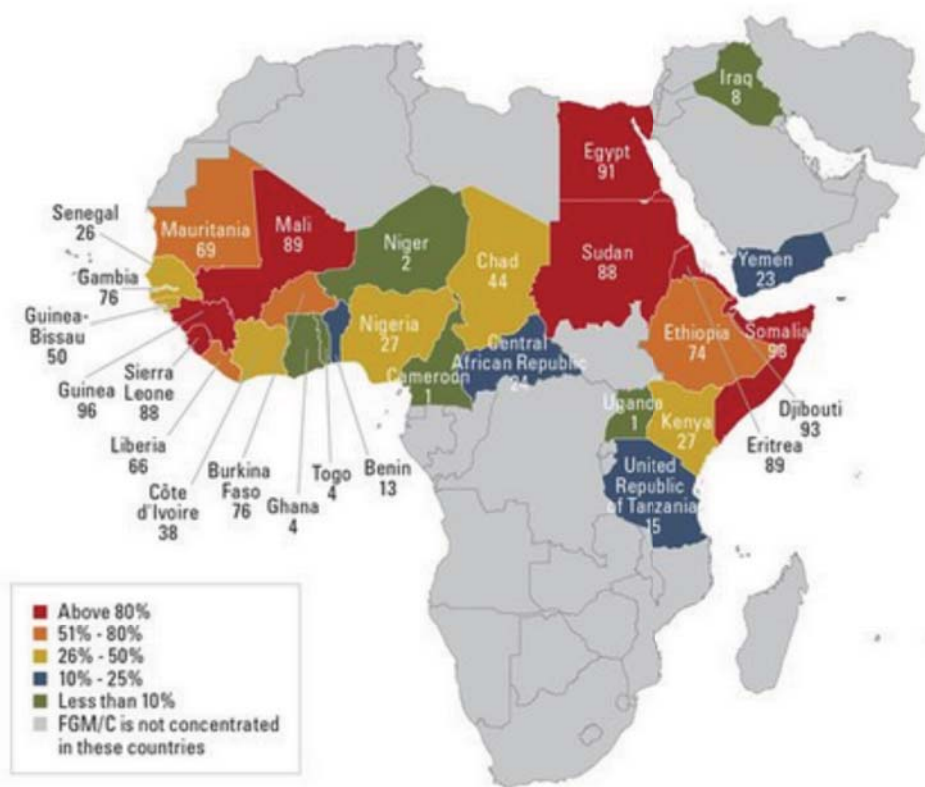 Iraq
8
Egypt
91
Senegal
26
Mauritania
69
Mali
89
Niger
2
Chad
44
Sudan
88
Yemen
23
Gambia
76
Guinea-
Bissau
50
Nigeria
27
Ethiopia
74
Somalia
98
Central
African Republic
24
Cameroon
1
Guinea
96
Sierra
Leone
88
Uganda
1
Kenya
27
Djibouti
93
Eritrea
89
Liberia
66
Côte
d'Ivoire
38
Burkina
Faso
76
Ghana
4
Togo
4
Benin
13
United
Republic
of Tanzania
15
Above 80%
51% - 80%
26% - 50%
10% - 25%
Less than 10%
FGM/C is not concentrated
in these countries